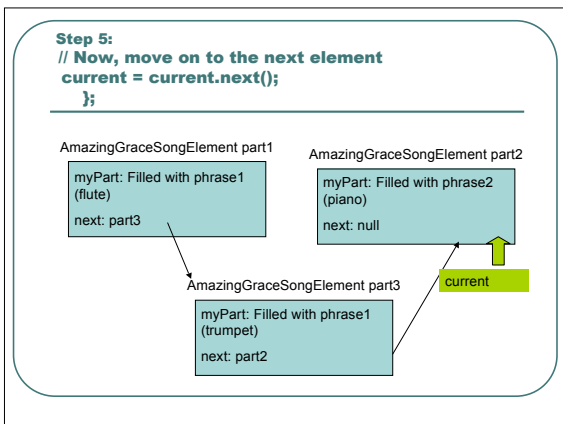 Step 5:
// Now, move on to the next element
current = current.next();
};
AmazingGraceSongElement part1
myPart: Filled with phrase1
(flute)
next: part3
AmazingGraceSongElement part2
myPart: Filled with phrase2
(piano)
next: null
current
AmazingGraceSongElement part3
myPart: Filled with phrase1
(trumpet)
next: part2